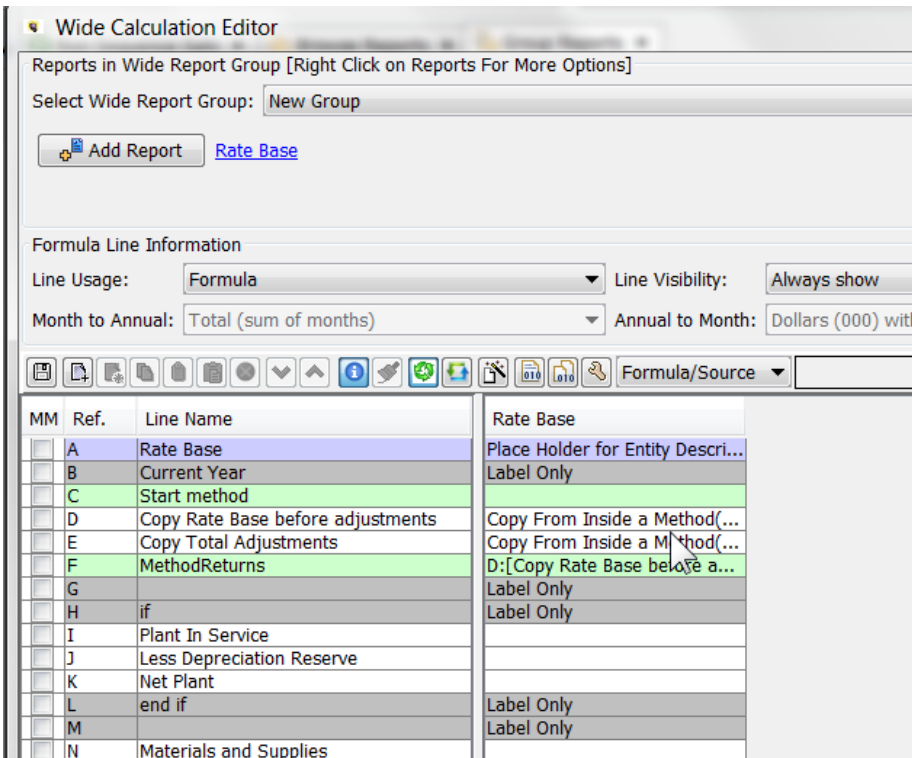 Wide Calculation Editor
Reports in Wide Report Group [Right Click on Reports For More Options]
Select Wide Report Group: New Group
Add Report Rate Base
Formula Line Information
Line Usage: Formula Line Visibility: Always show
Month to Annual: Total (sum of months) Annual to Month: Dollars (000) with
Formula/Source
MM Ref. Line Name Rate Base
A Rate Base Place Holder for Entity Descri...
B Current Year Label Only
C Start method
D Copy Rate Base before adjustments Copy From Inside a Method(...
E Copy Total Adjustments Copy From Inside a Method(...
F MethodReturns D:[Copy Rate Base before a...
G Label Only
H if Label Only
I Plant In Service
J Less Depreciation Reserve
K Net Plant
L end if Label Only
M Label Only
N Materials and Supplies